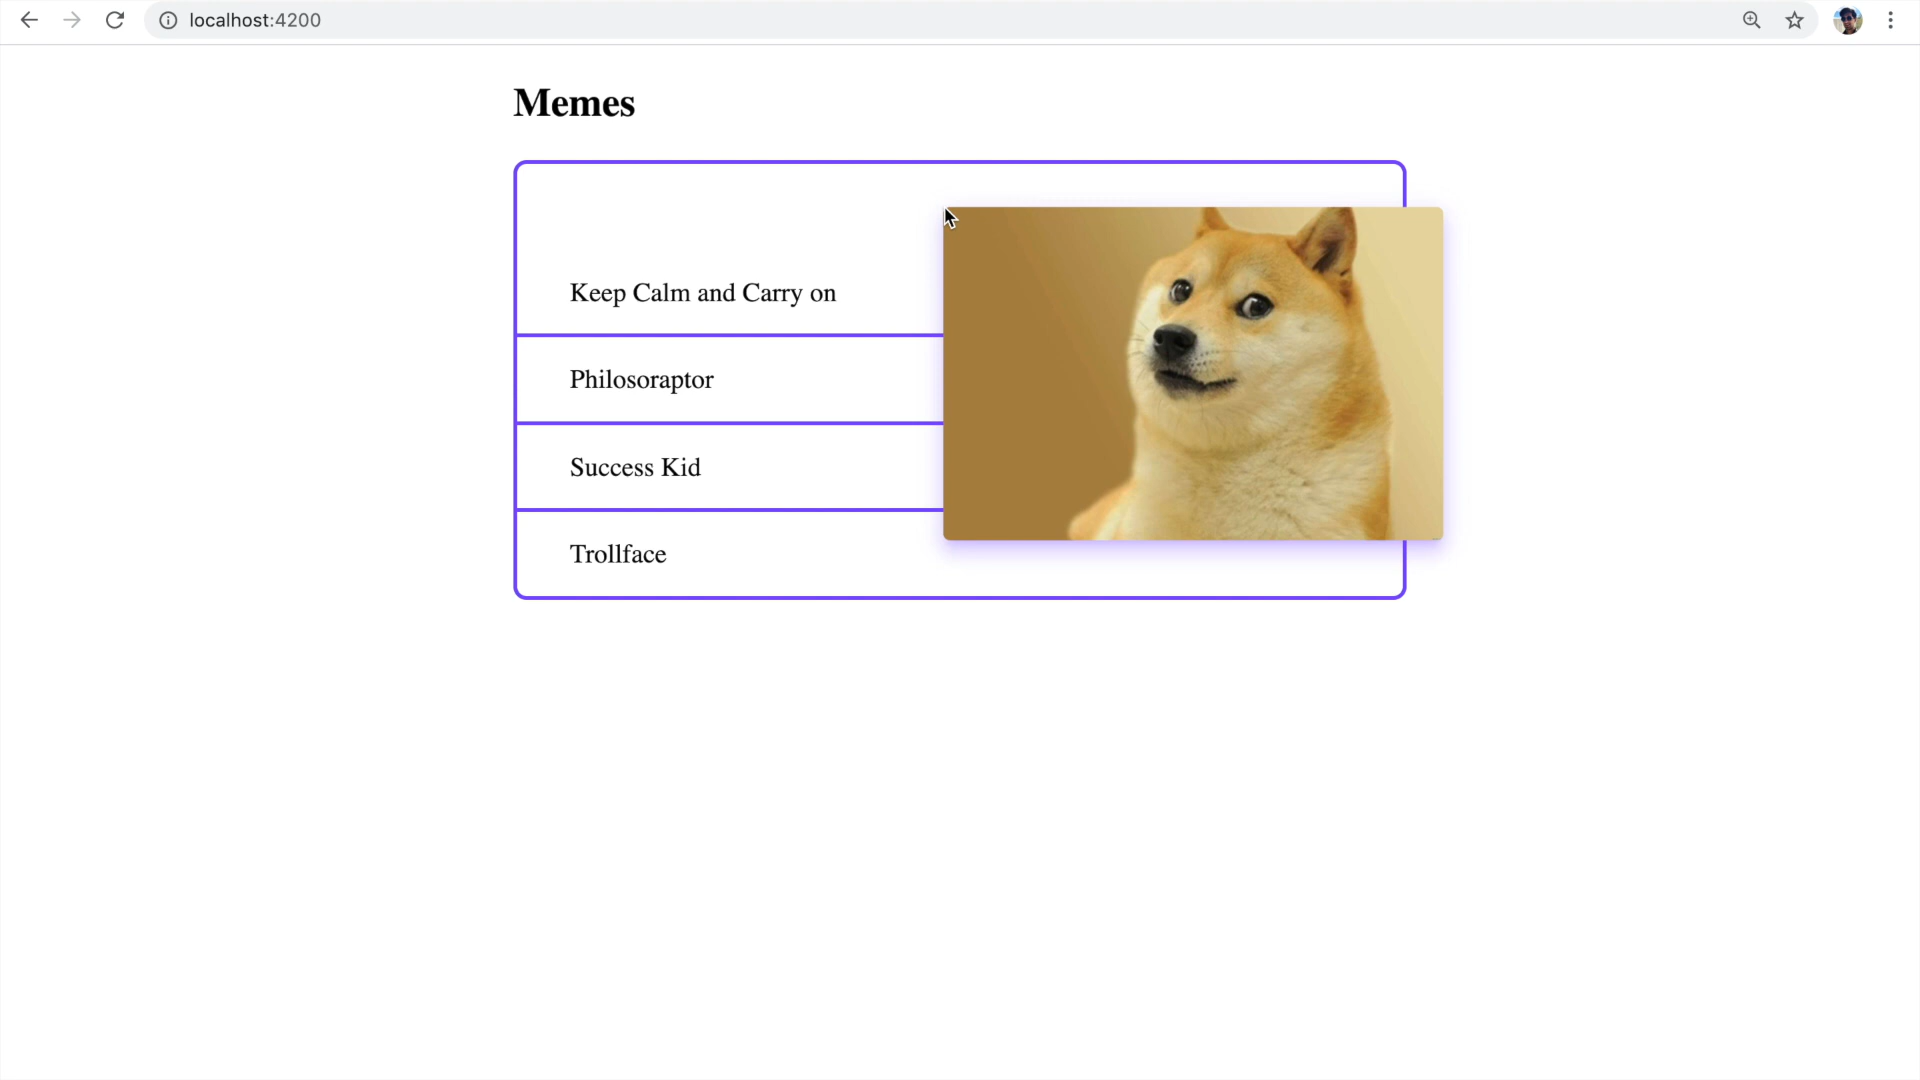 localhost:4200
Memes
Keep Calm and Carry on
Philosoraptor
Success Kid
Trollface